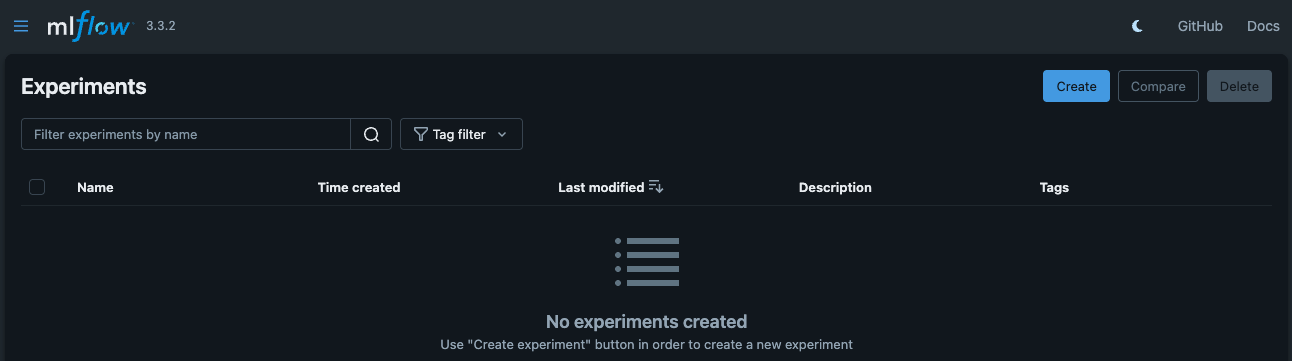 mlflow 3.3.2 GitHub Docs
Experiments Create Compare Delete
Filter experiments by name Tag filter
Name Time created Last modified Description Tags
No experiments created
Use "Create experiment" button in order to create a new experiment